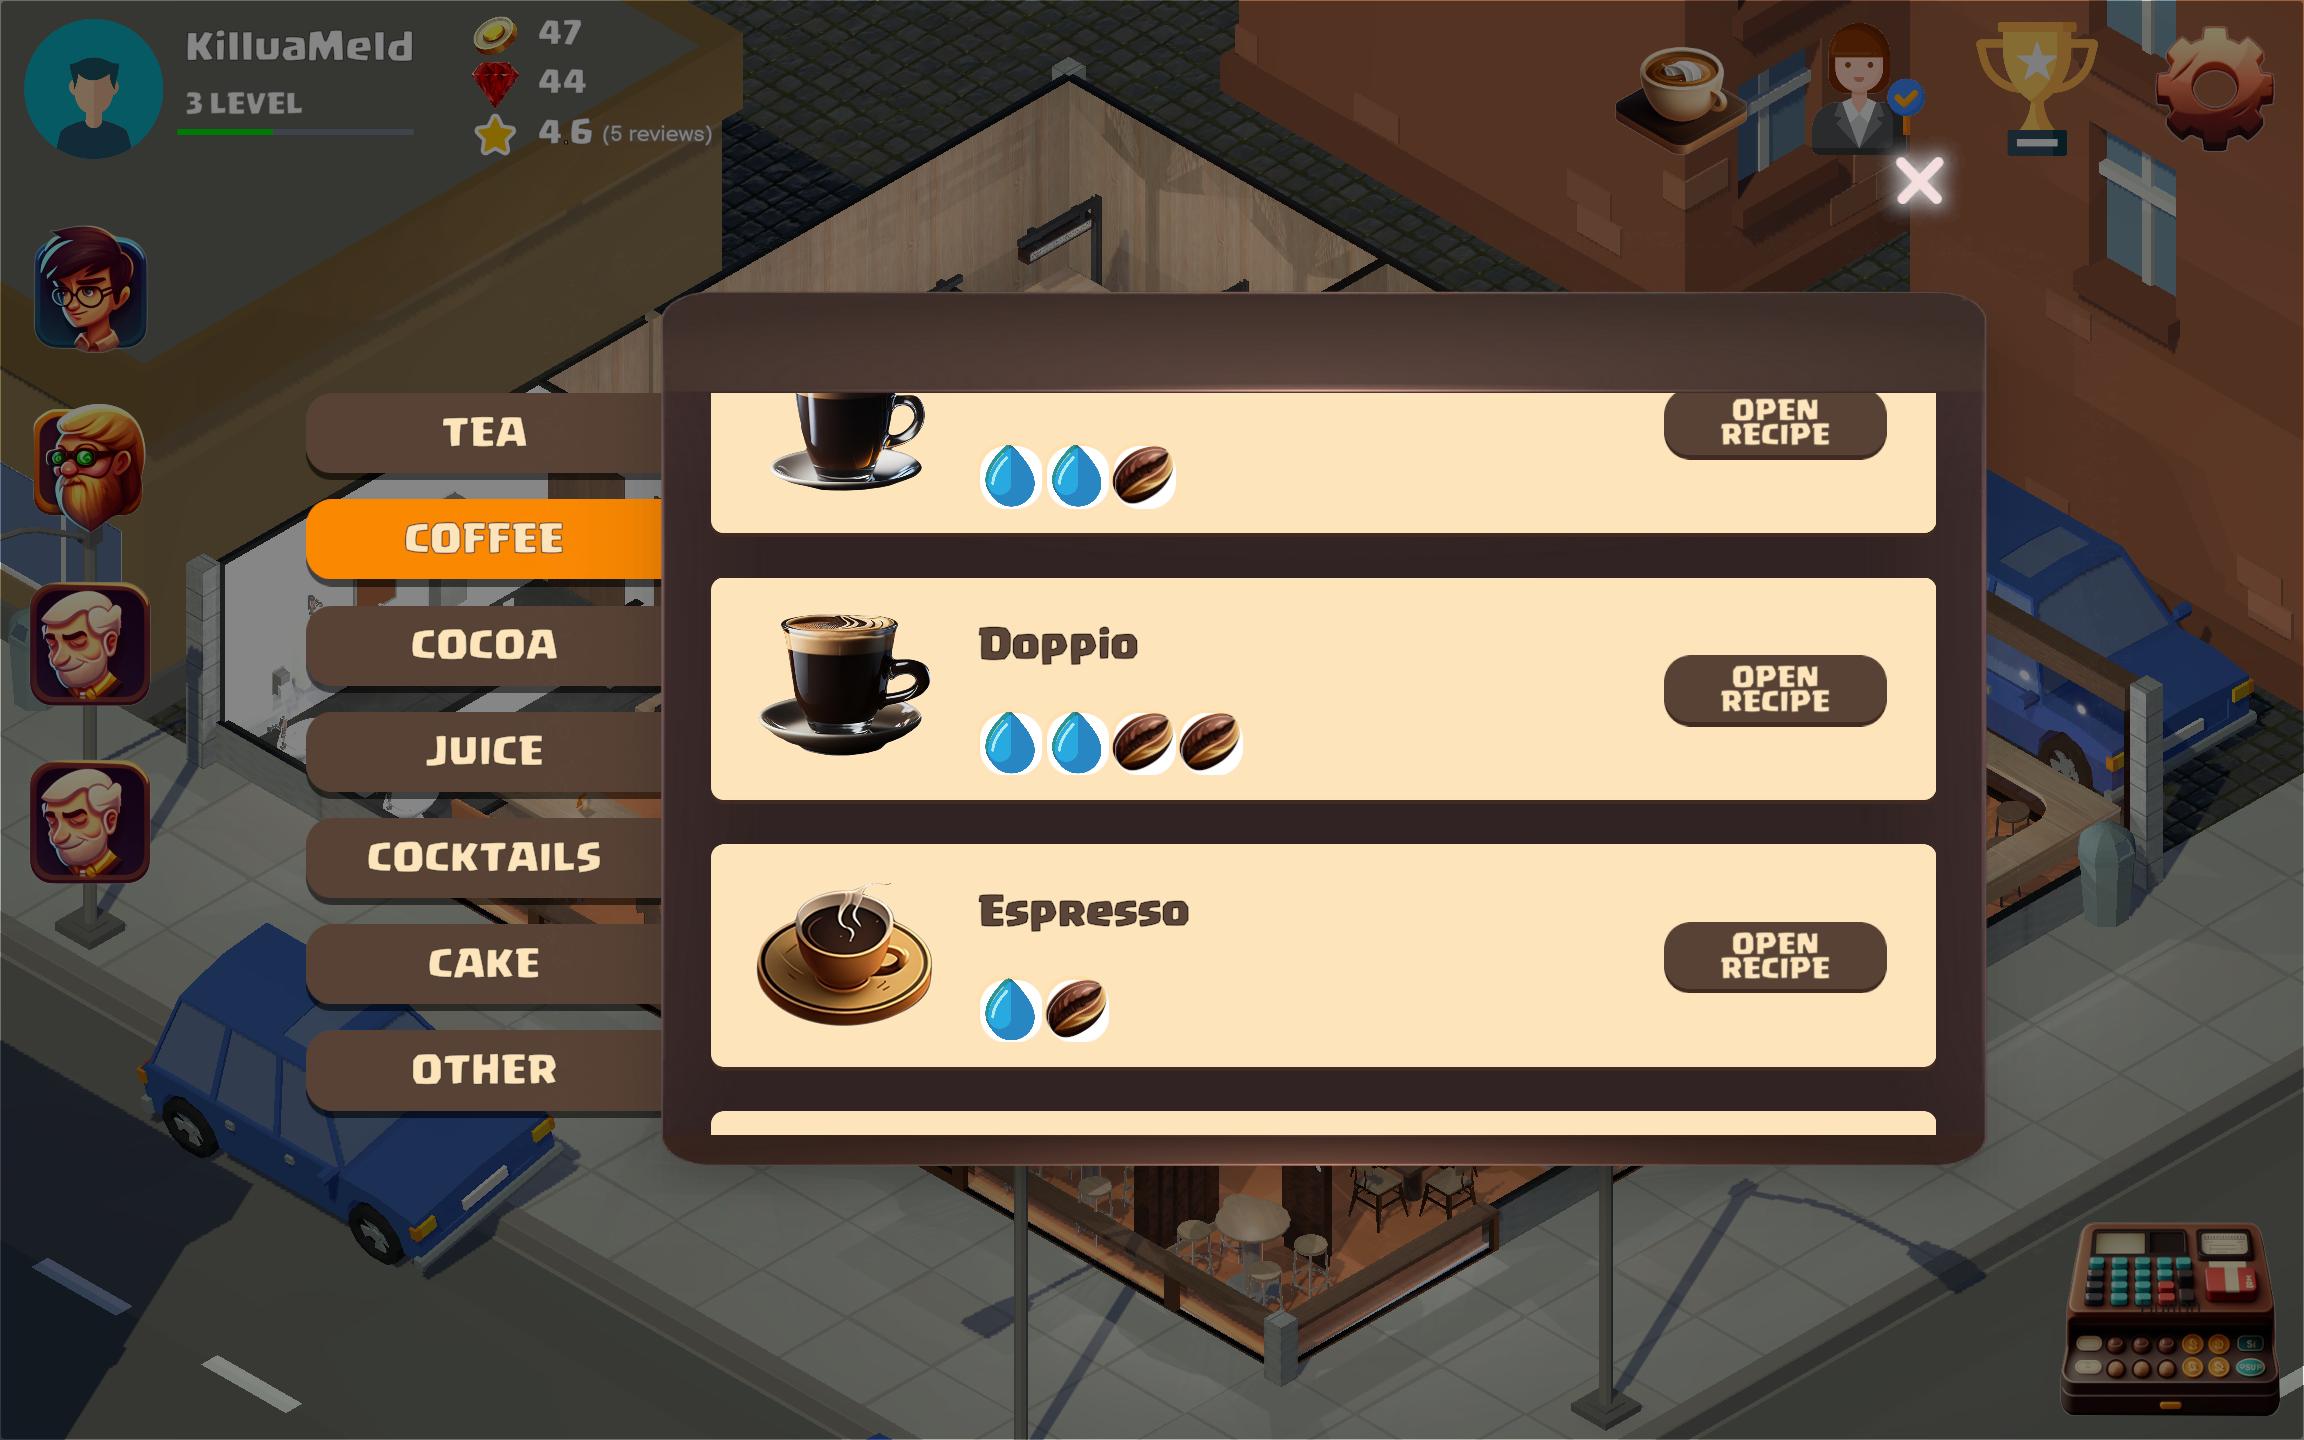 KilluaMeld
3 LEVEL
47
44
4.6 (5 reviews)
TEA
COFFEE
COCOA
JUICE
COCKTAILS
CAKE
OTHER
OPEN
RECIPE
Doppio
OPEN
RECIPE
Espresso
OPEN
RECIPE